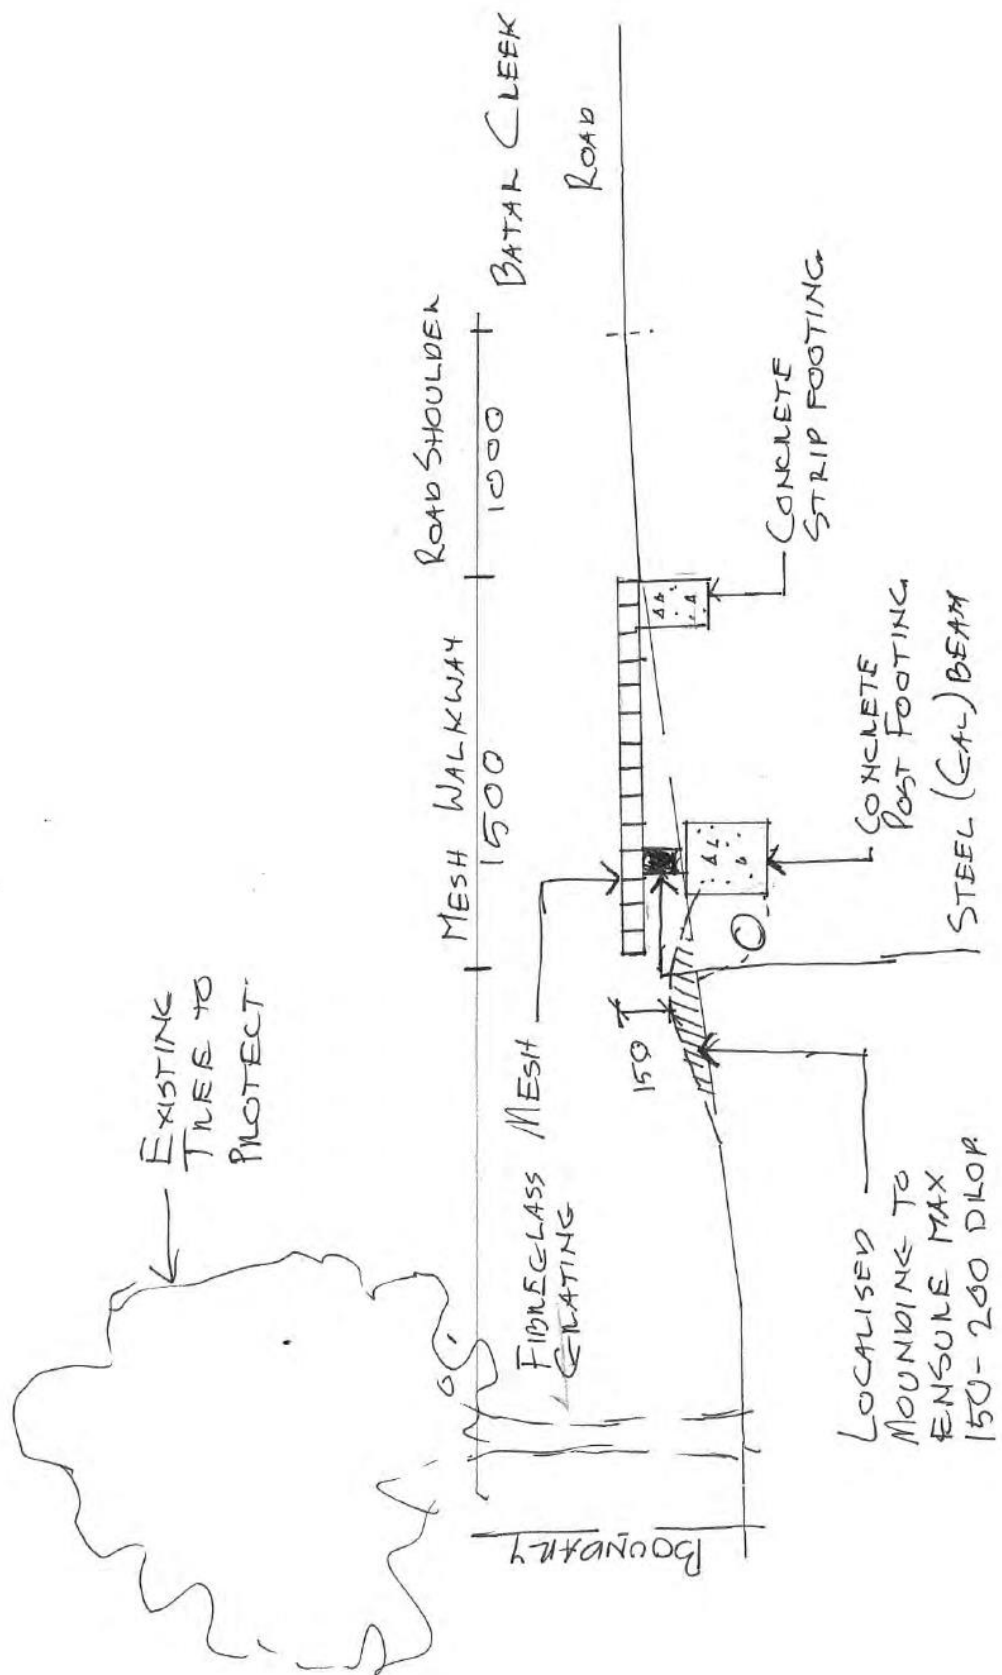 EXISTING
TREE TO
PROTECT.
MESH WALKWAY
1500
ROAD SHOULDER
1000
BATAR CREEK
ROAD
FIBREGLASS MESH
GRATING
150
BOUNDARY
LOCALISED
MOUNDING TO
ENSURE MAX
150-200 DROP.
STEEL (GAL) BEAM
CONCRETE
POST FOOTING
CONCRETE
STRIP FOOTING